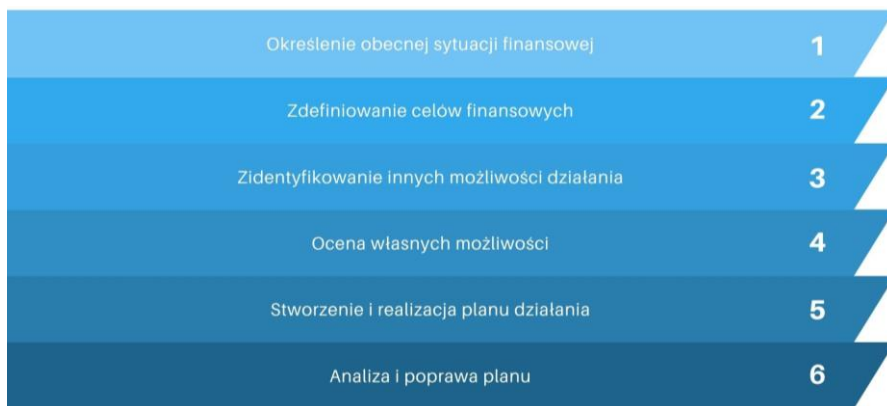 Określenie obecnej sytuacji finansowej 1
Zdefiniowanie celów finansowych 2
Zidentyfikowanie innych możliwości działania 3
Ocena własnych możliwości 4
Stworzenie i realizacja planu działania 5
Analiza i poprawa planu 6